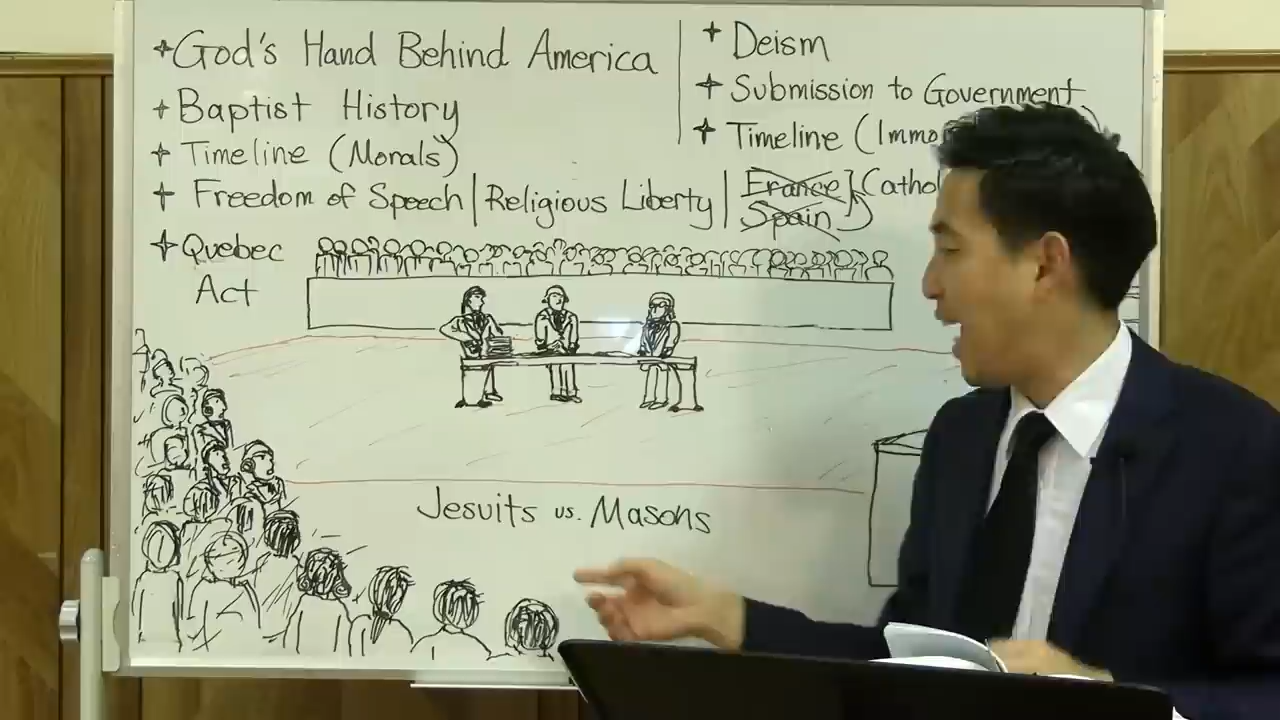 God's Hand Behind America
Baptist History
Timeline (Morals)
Freedom of Speech | Religious Liberty | France } 
Spain
Quebec
Act
Deism
Submission to Government
Timeline (
Jesuits vs. Masons